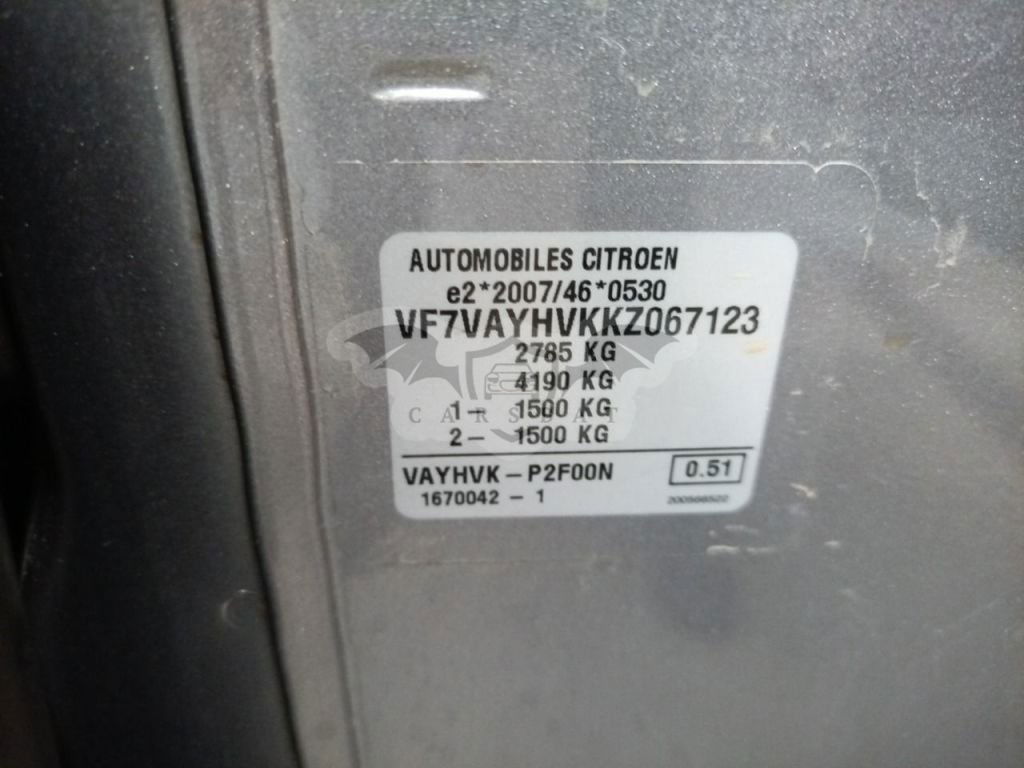 AUTOMOBILES CITROEN
e2*2007/46*0530
VF7VAYHVKKZ067123
2785 KG
4190 KG
1- 1500 KG
2- 1500 KG
CARSBAT
VAYHVK-P2F00N 0.51
1670042-1